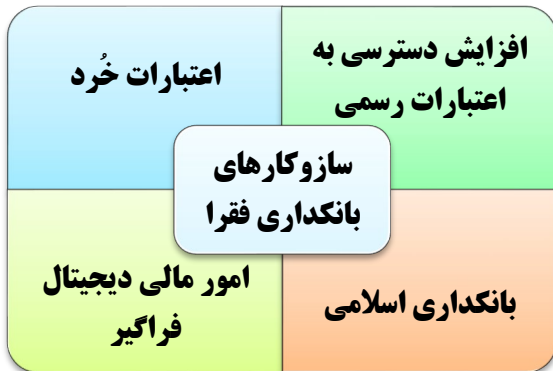 افزایش دسترسی به
اعتبارات رسمی
اعتبارات خُرد
سازوکارهای
بانکداری فقرا
بانکداری اسلامی
امور مالی دیجیتال
فراگیر